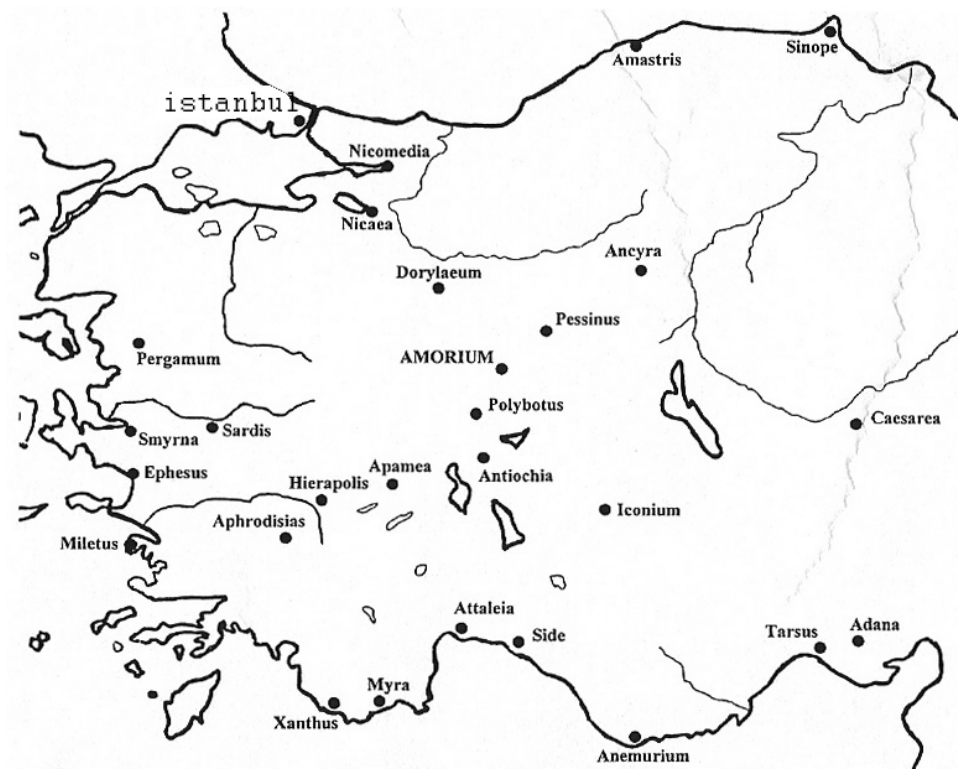 Sinope
Amastris
istanbul
Nicomedia
Nicaea
Ancyra
Dorylaeum
Pessinus
Pergamum
AMORIUM
Polybotus
Caesarea
Smyrna
Sardis
Ephesus
Apamea
Antiochia
Hierapolis
Iconium
Aphrodisias
Miletus
Attaleia
Side
Tarsus
Adana
Myra
Xanthus
Anemurium